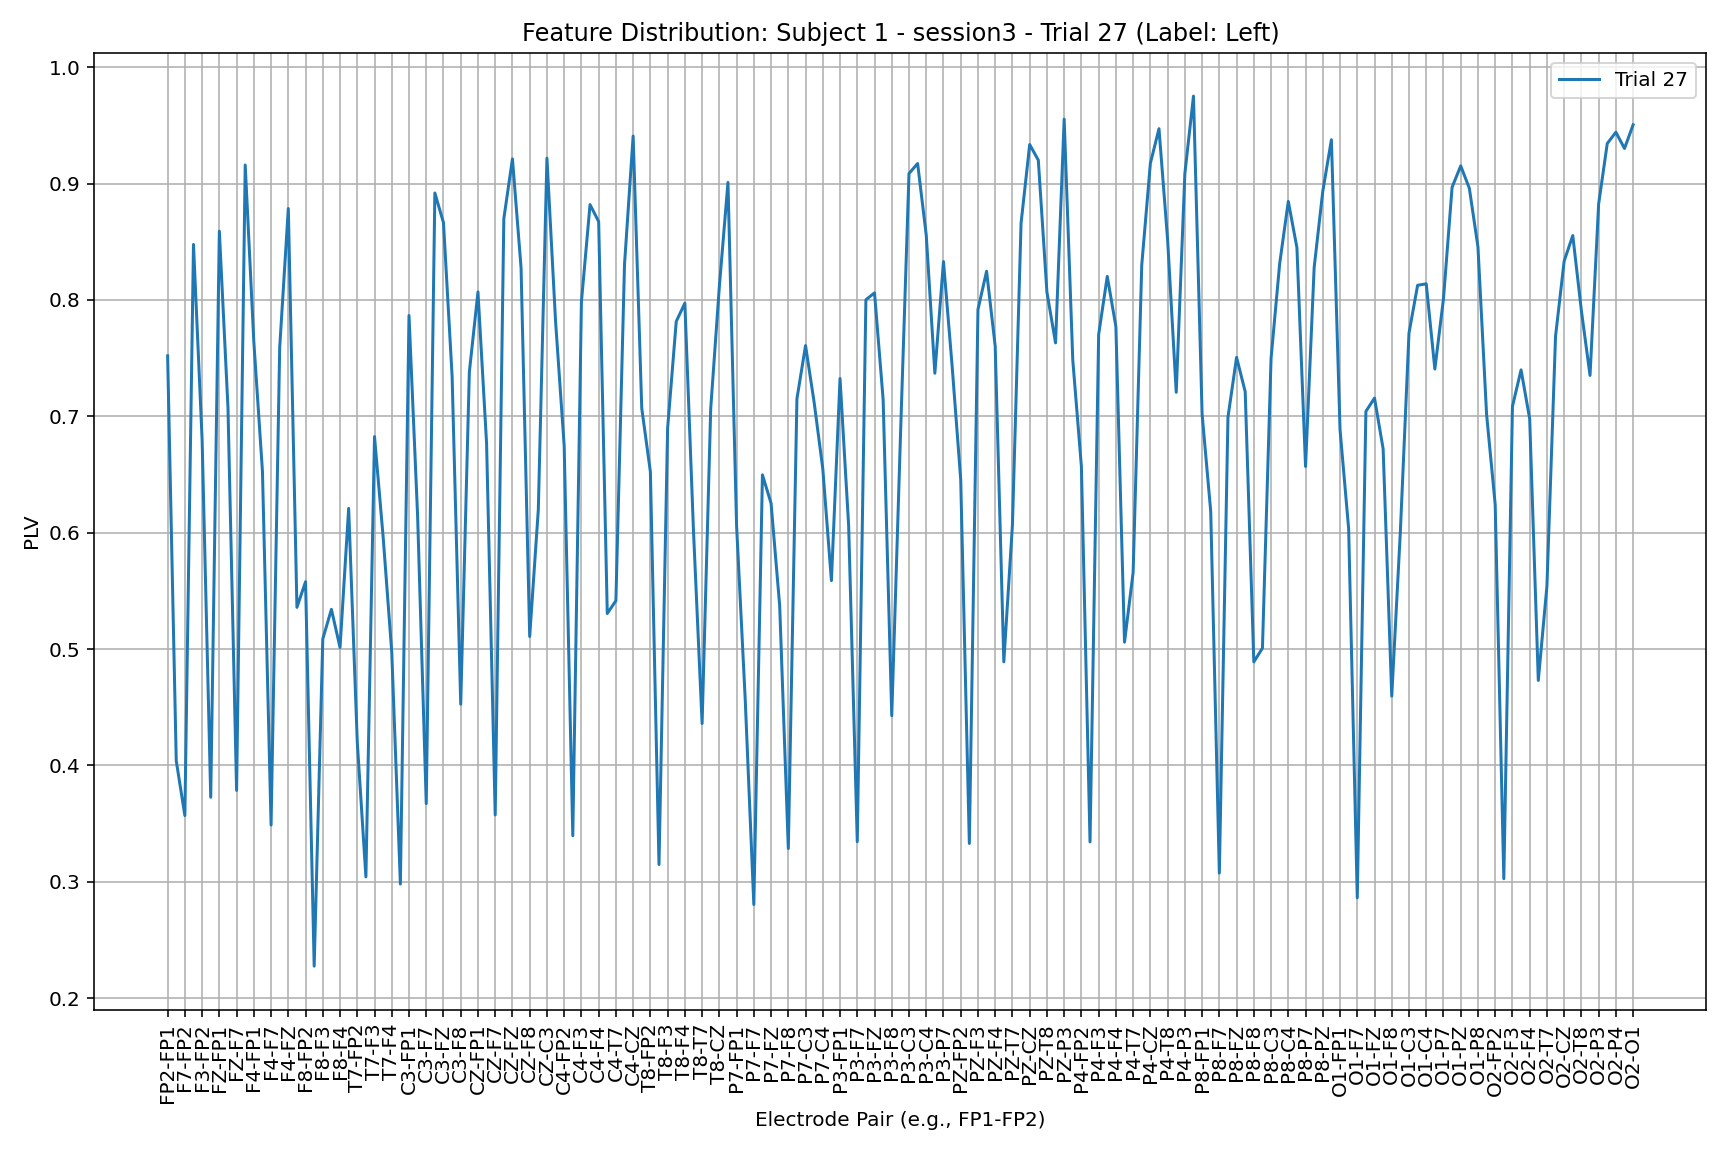 Feature Distribution: Subject 1 - session3 - Trial 27 (Label: Left)
Trial 27
1.0
0.9
0.8
0.7
0.6
0.5
0.4
0.3
0.2
PLV
FP2-FP1
F7-FP2
F3-FP2
FZ-FP1
FZ-F7
F4-FP1
F4-F7
F4-FZ
F8-FP2
F8-F3
F8-F4
T7-FP2
T7-F3
T7-F4
C3-FP1
C3-F7
C3-FZ
C3-F8
CZ-FP1
CZ-F7
CZ-FZ
CZ-F8
CZ-C3
C4-FP2
C4-F3
C4-F4
C4-T7
C4-CZ
T8-FP2
T8-F3
T8-F4
T8-T7
T8-CZ
P7-FP1
P7-F7
P7-FZ
P7-F8
P7-C3
P7-C4
P3-FP1
P3-F7
P3-FZ
P3-F8
P3-C3
P3-C4
P3-P7
PZ-FP2
PZ-F3
PZ-F4
PZ-T7
PZ-CZ
PZ-T8
PZ-P3
P4-FP2
P4-F3
P4-F4
P4-T7
P4-CZ
P4-T8
P4-P3
P8-FP1
P8-F7
P8-FZ
P8-F8
P8-C3
P8-C4
P8-P7
P8-PZ
O1-FP1
O1-F7
O1-FZ
O1-F8
O1-C3
O1-C4
O1-P7
O1-PZ
O1-P8
O2-FP2
O2-F3
O2-F4
O2-T7
O2-CZ
O2-T8
O2-P3
O2-P4
O2-O1
Electrode Pair (e.g., FP1-FP2)